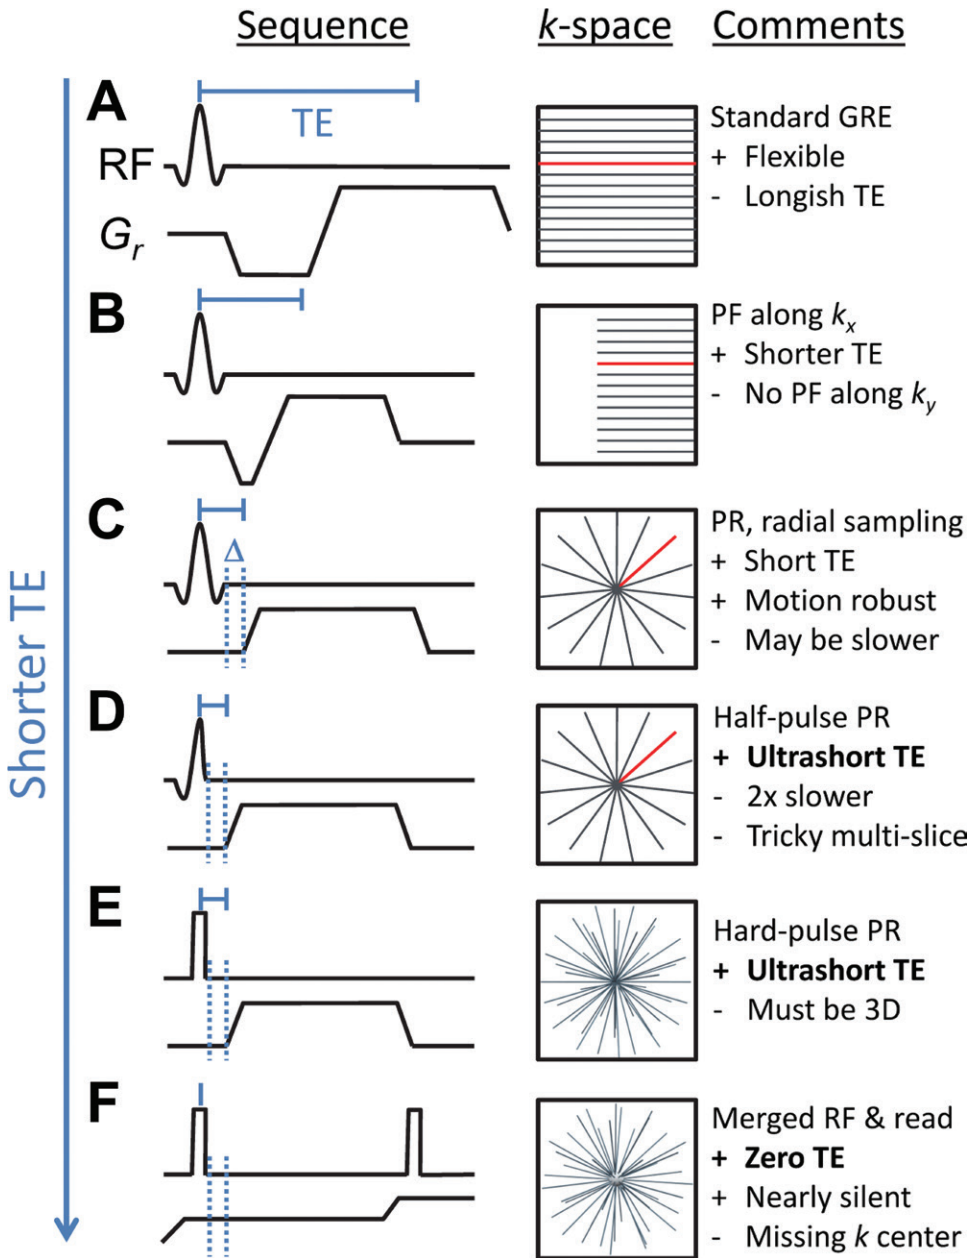 Sequence
k-space
Comments
Shorter TE
A
TE
RF
Gr
Standard GRE
+ Flexible
- Longish TE
B
PF along kx
+ Shorter TE
- No PF along ky
C
Δ
PR, radial sampling
+ Short TE
+ Motion robust
- May be slower
D
Half-pulse PR
+ Ultrashort TE
- 2x slower
- Tricky multi-slice
E
Hard-pulse PR
+ Ultrashort TE
- Must be 3D
F
Merged RF & read
+ Zero TE
+ Nearly silent
- Missing k center